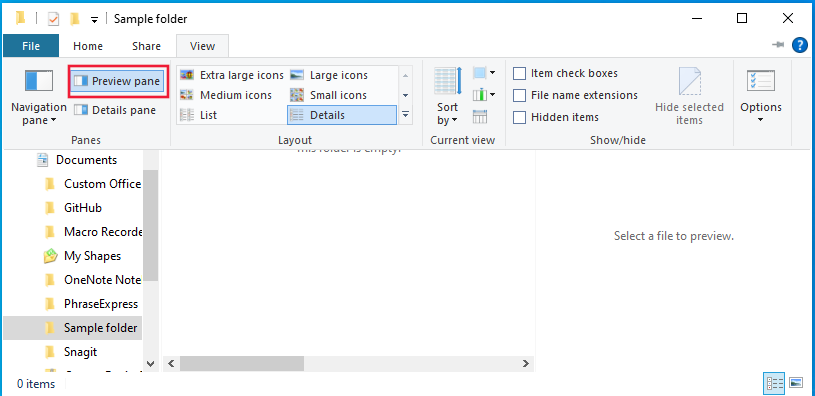 Sample folder
File
Home
Share
View
Navigation
pane
Preview pane
Details pane
Panes
Extra large icons
Large icons
Medium icons
Small icons
List
Details
Layout
Sort
by
Current view
Item check boxes
File name extensions
Hidden items
Hide selected
items
Show/hide
Options
Documents
Custom Office
GitHub
Macro Recorde
My Shapes
OneNote Note
PhraseExpress
Sample folder
Snagit
This folder is empty.
Select a file to preview.
0 items